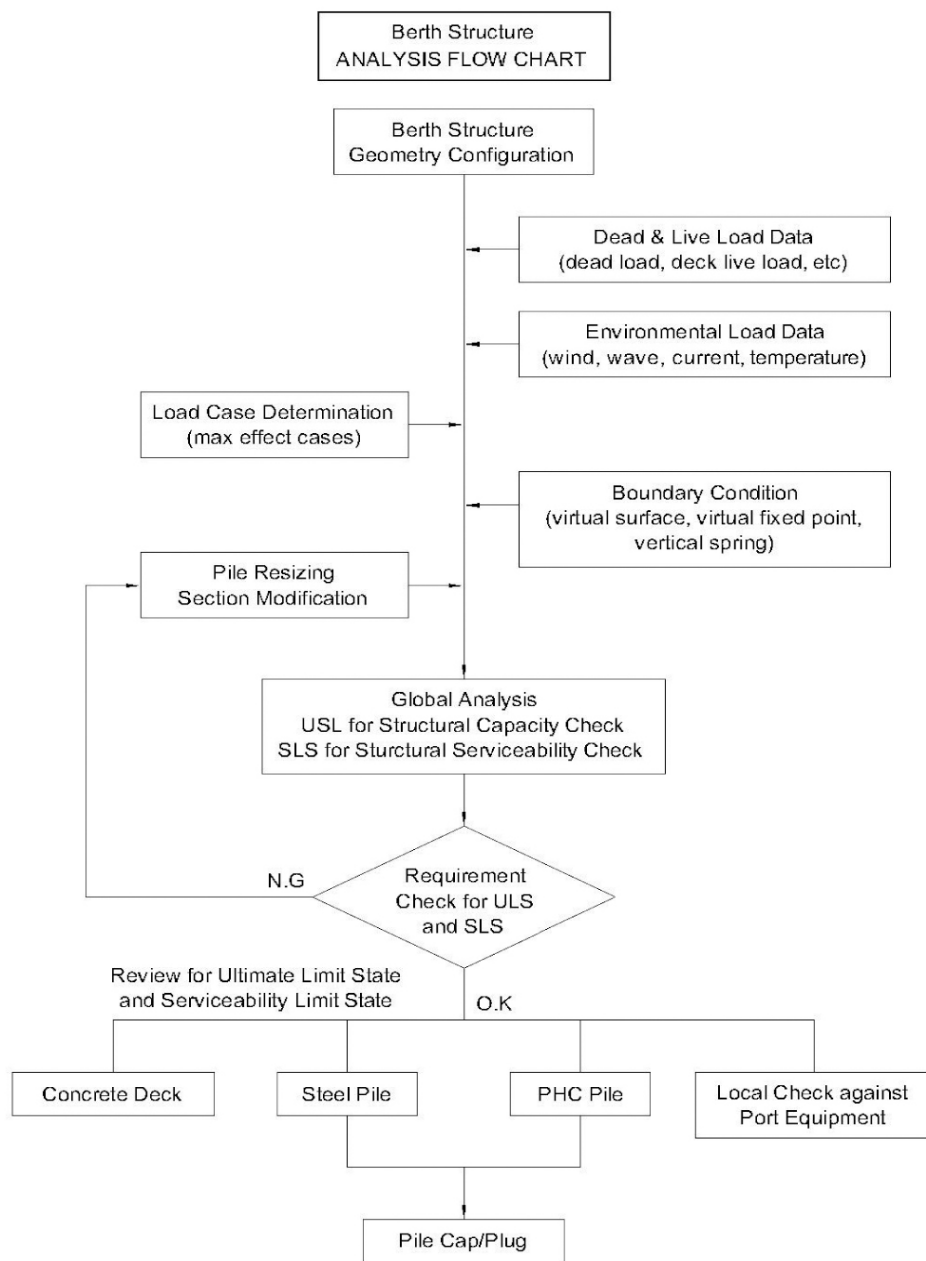 Berth Structure
ANALYSIS FLOW CHART
Berth Structure
Geometry Configuration
Dead & Live Load Data
(dead load, deck live load, etc)
Environmental Load Data
(wind, wave, current, temperature)
Load Case Determination
(max effect cases)
Boundary Condition
(virtual surface, virtual fixed point,
vertical spring)
Pile Resizing
Section Modification
Global Analysis
USL for Structural Capacity Check
SLS for Sturctural Serviceability Check
N.G
Requirement
Check for ULS
and SLS
Review for Ultimate Limit State
and Serviceability Limit State
O.K
Concrete Deck
Steel Pile
PHC Pile
Local Check against
Port Equipment
Pile Cap/Plug